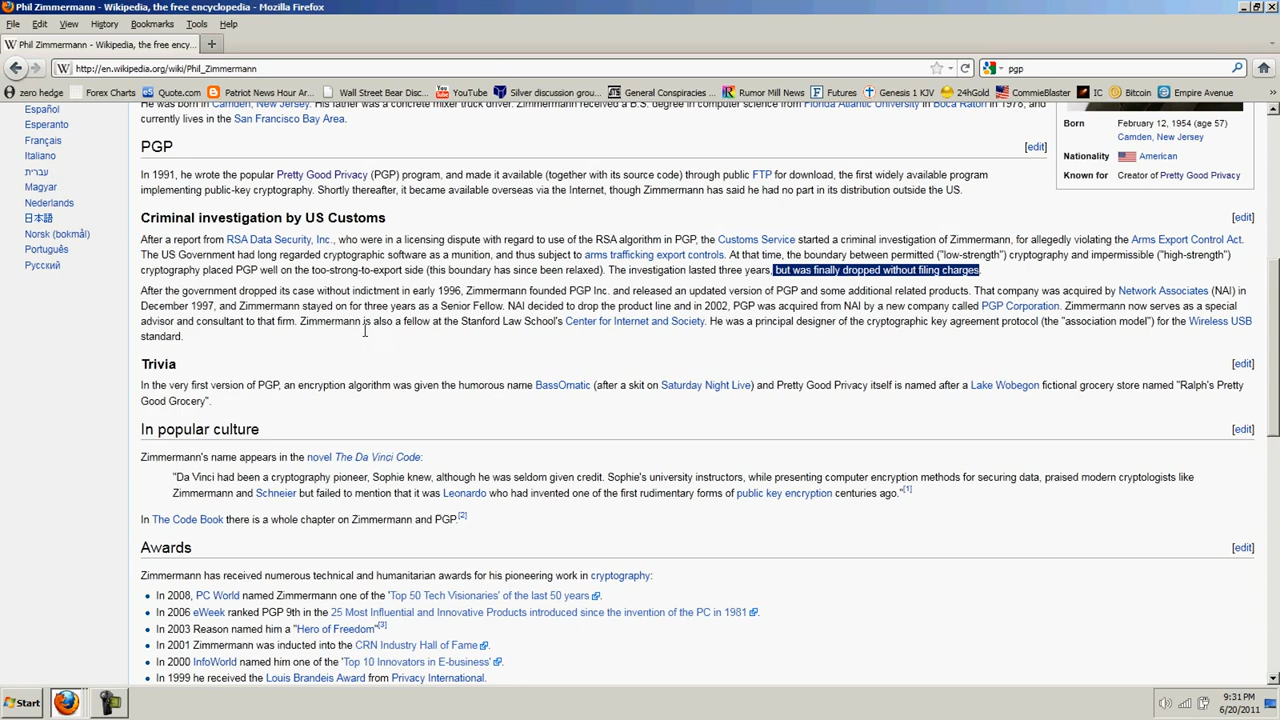 Phil Zimmermann - Wikipedia, the free encyclopedia - Mozilla Firefox
File Edit View History Bookmarks Tools Help
W Phil Zimmermann - Wikipedia, the free ency... +
W http://en.wikipedia.org/wiki/Phil_Zimmermann pgp
zero hedge Forex Charts Quote.com Patriot News Hour At... Wall Street Bear Disc... YouTube Silver discussion grou... General Conspiracies ... Rumor Mill News Futures Genesis 1 KJV 24hGold CommieBlaster IC Bitcoin Empire Avenue
Español
Esperanto
Français
Italiano
עברית
Magyar
Nederlands
日本語
Norsk (bokmål)
Português
Русский
He was born in Camden, New Jersey. His father was a concrete mixer truck driver. Zimmermann received a B.S. degree in computer science from Florida Atlantic University in Boca Raton in 1978, and
currently lives in the San Francisco Bay Area.
PGP [edit]
In 1991, he wrote the popular Pretty Good Privacy (PGP) program, and made it available (together with its source code) through public FTP for download, the first widely available program
implementing public-key cryptography. Shortly thereafter, it became available overseas via the Internet, though Zimmermann has said he had no part in its distribution outside the US.
Born February 12, 1954 (age 57)
Camden, New Jersey
Nationality American
Known for Creator of Pretty Good Privacy
Criminal investigation by US Customs [edit]
After a report from RSA Data Security, Inc., who were in a licensing dispute with regard to use of the RSA algorithm in PGP, the Customs Service started a criminal investigation of Zimmermann, for allegedly violating the Arms Export Control Act.
The US Government had long regarded cryptographic software as a munition, and thus subject to arms trafficking export controls. At that time, the boundary between permitted ("low-strength") cryptography and impermissible ("high-strength")
cryptography placed PGP well on the too-strong-to-export side (this boundary has since been relaxed). The investigation lasted three years, but was finally dropped without filing charges.
After the government dropped its case without indictment in early 1996, Zimmermann founded PGP Inc. and released an updated version of PGP and some additional related products. That company was acquired by Network Associates (NAI) in
December 1997, and Zimmermann stayed on for three years as a Senior Fellow. NAI decided to drop the product line and in 2002, PGP was acquired from NAI by a new company called PGP Corporation. Zimmermann now serves as a special
advisor and consultant to that firm. Zimmermann is also a fellow at the Stanford Law School's Center for Internet and Society. He was a principal designer of the cryptographic key agreement protocol (the "association model") for the Wireless USB
standard.
Trivia [edit]
In the very first version of PGP, an encryption algorithm was given the humorous name BassOmatic (after a skit on Saturday Night Live) and Pretty Good Privacy itself is named after a Lake Wobegon fictional grocery store named "Ralph's Pretty
Good Grocery".
In popular culture [edit]
Zimmermann's name appears in the novel The Da Vinci Code:
"Da Vinci had been a cryptography pioneer, Sophie knew, although he was seldom given credit. Sophie's university instructors, while presenting computer encryption methods for securing data, praised modern cryptologists like
Zimmermann and Schneier but failed to mention that it was Leonardo who had invented one of the first rudimentary forms of public key encryption centuries ago."[1]
In The Code Book there is a whole chapter on Zimmermann and PGP.[2]
Awards [edit]
Zimmermann has received numerous technical and humanitarian awards for his pioneering work in cryptography:
In 2008, PC World named Zimmermann one of the 'Top 50 Tech Visionaries' of the last 50 years.
In 2006 eWeek ranked PGP 9th in the 25 Most Influential and Innovative Products introduced since the invention of the PC in 1981.
In 2003 Reason named him a "Hero of Freedom"[3]
In 2001 Zimmermann was inducted into the CRN Industry Hall of Fame.
In 2000 InfoWorld named him one of the 'Top 10 Innovators in E-business'.
In 1999 he received the Louis Brandeis Award from Privacy International.
Start 9:31 PM
6/20/2011